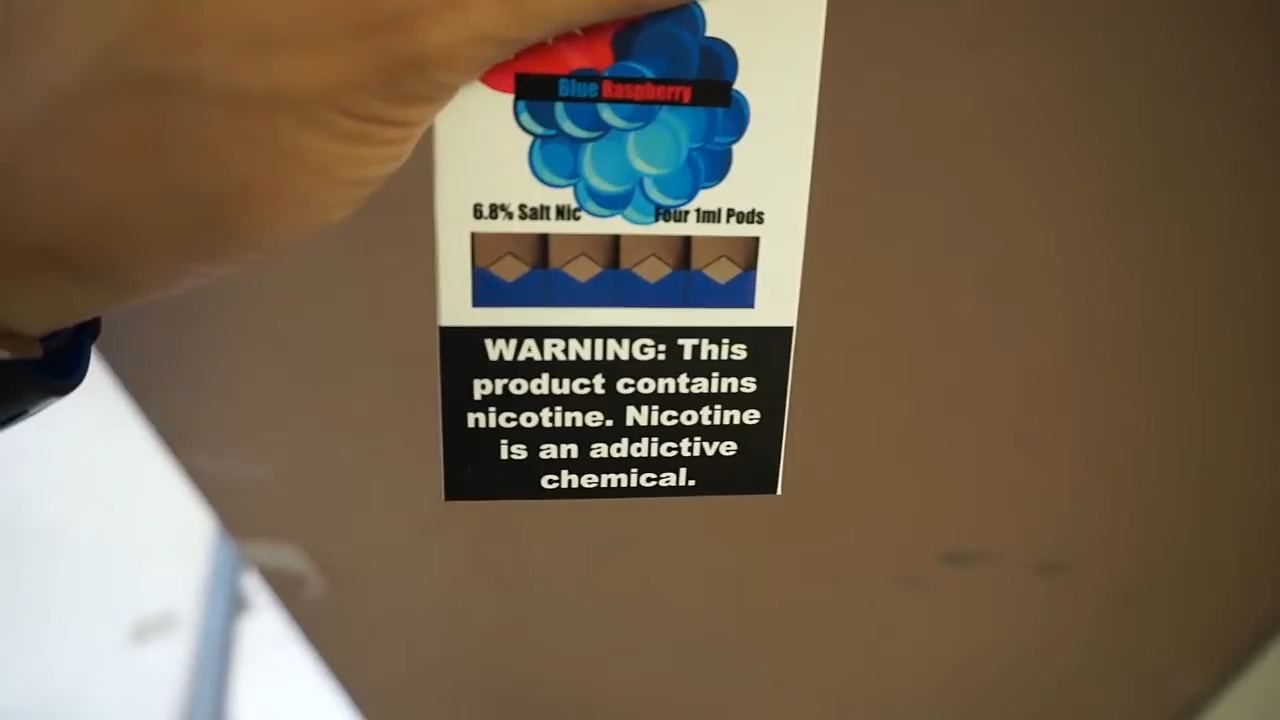 Blue Raspberry
6.8% Salt Nic Four 1ml Pods
WARNING: This
product contains
nicotine. Nicotine
is an addictive
chemical.